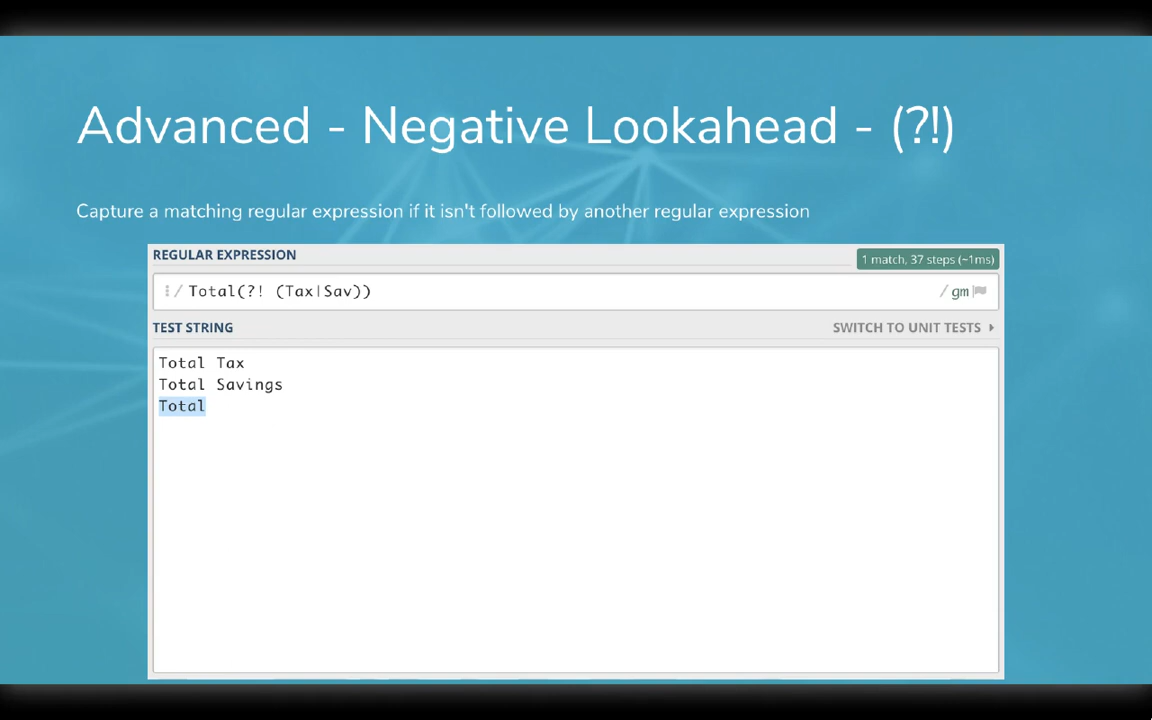 Advanced - Negative Lookahead - (?!)
Capture a matching regular expression if it isn't followed by another regular expression
REGULAR EXPRESSION
1 match, 37 steps (~1ms)
⁝ / Total(?! (Tax|Sav)) / gm
TEST STRING
SWITCH TO UNIT TESTS ▸
Total Tax
Total Savings
Total